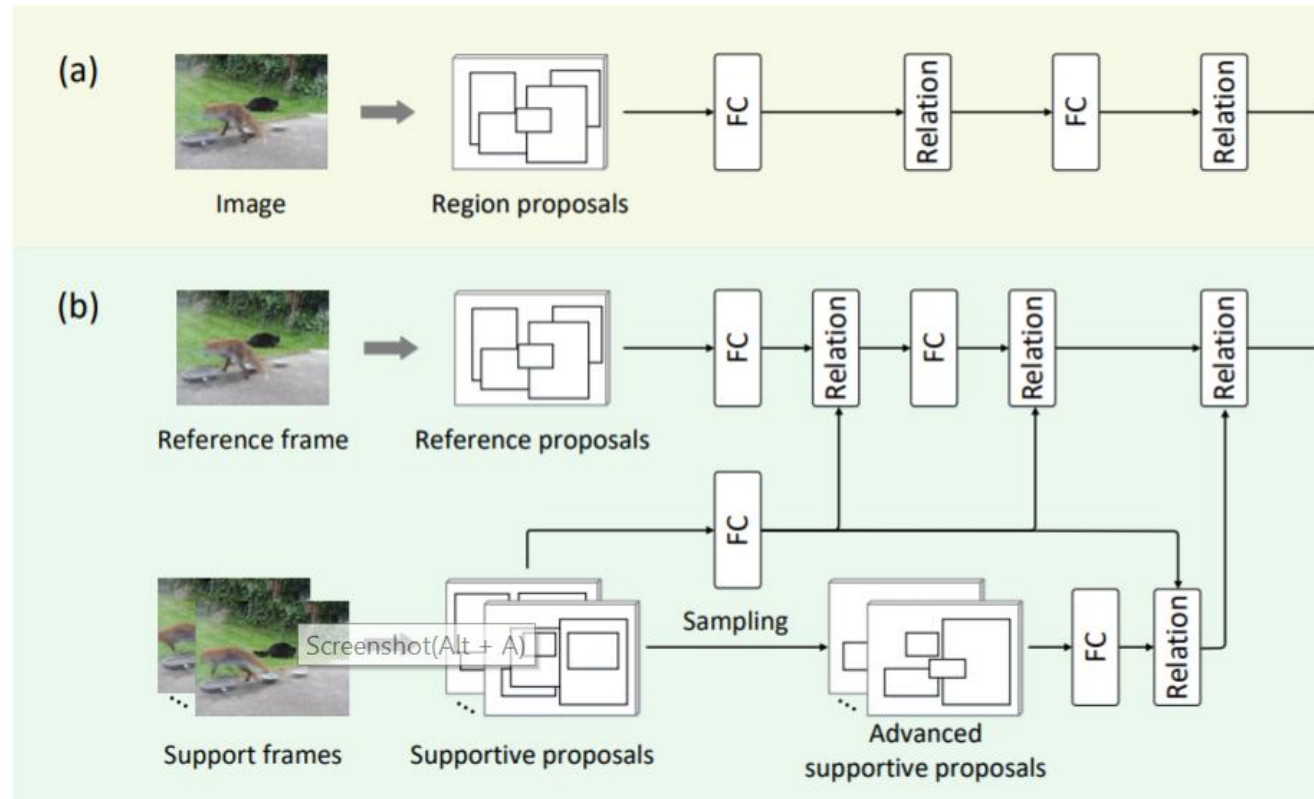 (a)
FC
Relation
FC
Relation
Image
Region proposals
(b)
FC
Relation
FC
Relation
Relation
Reference frame
Reference proposals
FC
Sampling
FC
Relation
Screenshot(Alt + A)
...
...
...
Support frames
Supportive proposals
Advanced
supportive proposals